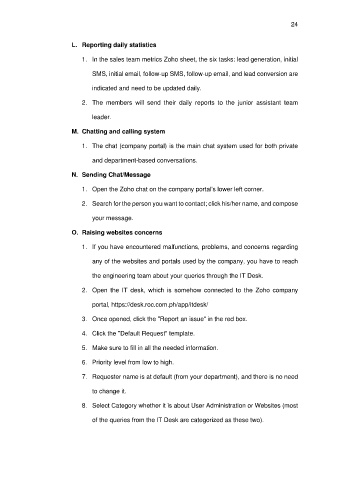 24
L. Reporting daily statistics
1. In the sales team metrics Zoho sheet, the six tasks: lead generation, initial
SMS, initial email, follow-up SMS, follow-up email, and lead conversion are
indicated and need to be updated daily.
2. The members will send their daily reports to the junior assistant team
leader.
M. Chatting and calling system
1. The chat (company portal) is the main chat system used for both private
and department-based conversations.
N. Sending Chat/Message
1. Open the Zoho chat on the company portal's lower left corner.
2. Search for the person you want to contact; click his/her name, and compose
your message.
O. Raising websites concerns
1. If you have encountered malfunctions, problems, and concerns regarding
any of the websites and portals used by the company, you have to reach
the engineering team about your queries through the IT Desk.
2. Open the IT desk, which is somehow connected to the Zoho company
portal, https://desk.roc.com.ph/app/itdesk/
3. Once opened, click the "Report an issue" in the red box.
4. Click the "Default Request" template.
5. Make sure to fill in all the needed information.
6. Priority level from low to high.
7. Requester name is at default (from your department), and there is no need
to change it.
8. Select Category whether it is about User Administration or Websites (most
of the queries from the IT Desk are categorized as these two).